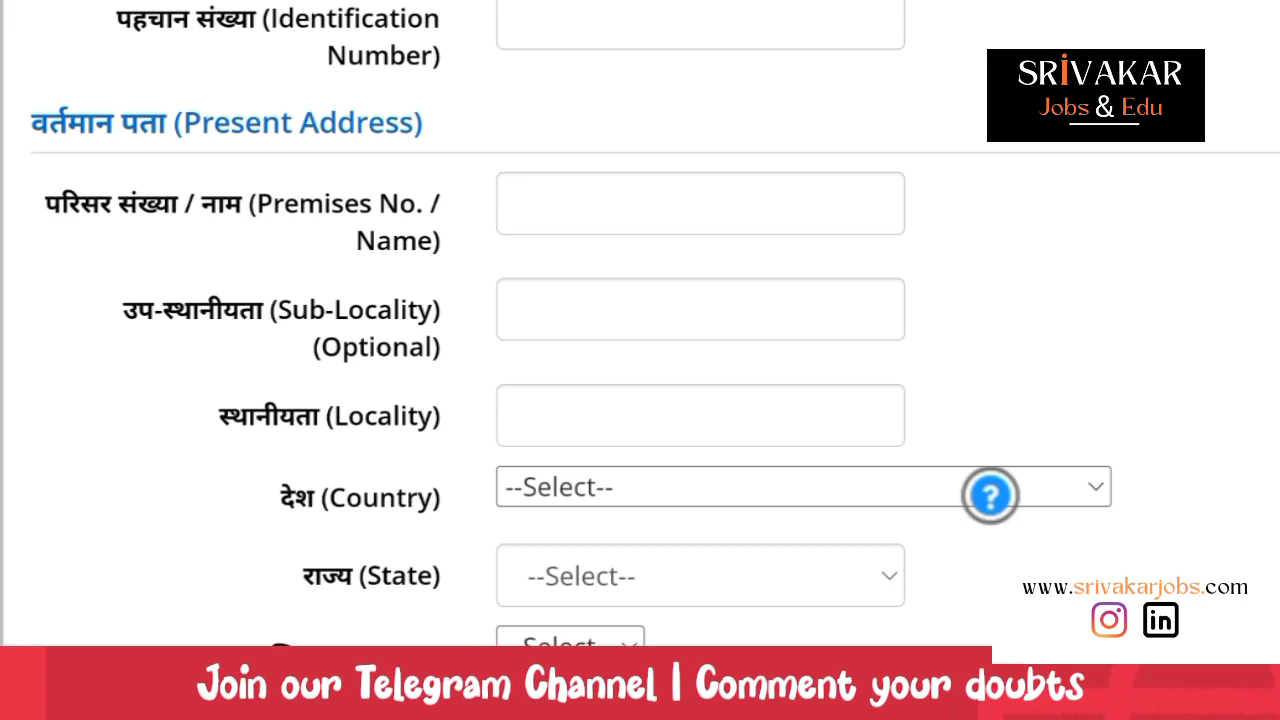 पहचान संख्या (Identification
Number)
SRiVAKAR
Jobs & Edu
वर्तमान पता (Present Address)
परिसर संख्या / नाम (Premises No. /
Name)
उप-स्थानीयता (Sub-Locality)
(Optional)
स्थानीयता (Locality)
देश (Country)
--Select--
?
राज्य (State)
--Select--
www.srivakarjobs.com
in
Join our Telegram Channel | Comment your doubts